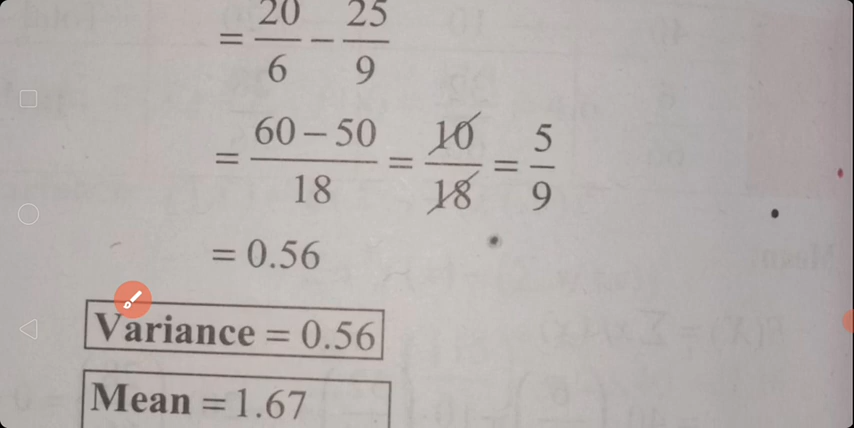 = 20/6 − 25/9
= 60 − 50/18 = 10/18 = 5/9
= 0.56
Variance = 0.56
Mean = 1.67